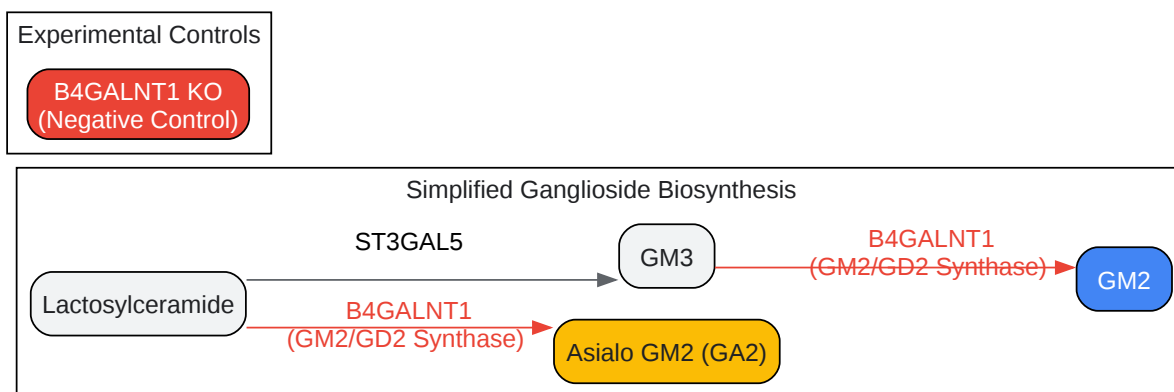 Experimental Controls
B4GALNT1 KO
(Negative Control)
Simplified Ganglioside Biosynthesis
ST3GAL5
GM3
B4GALNT1
(GM2/GD2 Synthase)
GM2
Lactosylceramide
B4GALNT1
(GM2/GD2 Synthase)
Asialo GM2 (GA2)